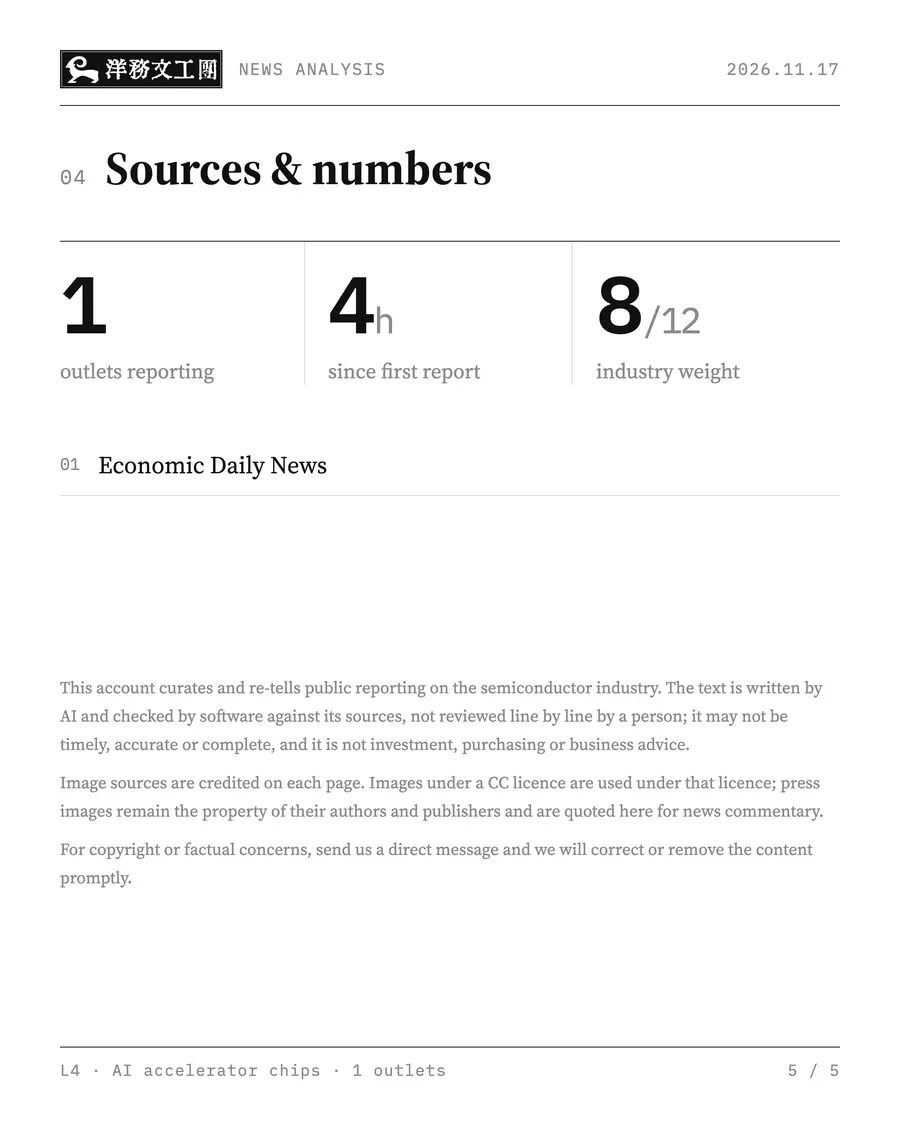 洋務文工團 NEWS ANALYSIS 2026.11.17
04 Sources & numbers
1 4h 8/12
outlets reporting since first report industry weight
01 Economic Daily News
This account curates and re-tells public reporting on the semiconductor industry. The text is written by
AI and checked by software against its sources, not reviewed line by line by a person; it may not be
timely, accurate or complete, and it is not investment, purchasing or business advice.
Image sources are credited on each page. Images under a CC licence are used under that licence; press
images remain the property of their authors and publishers and are quoted here for news commentary.
For copyright or factual concerns, send us a direct message and we will correct or remove the content
promptly.
L4 · AI accelerator chips · 1 outlets 5 / 5